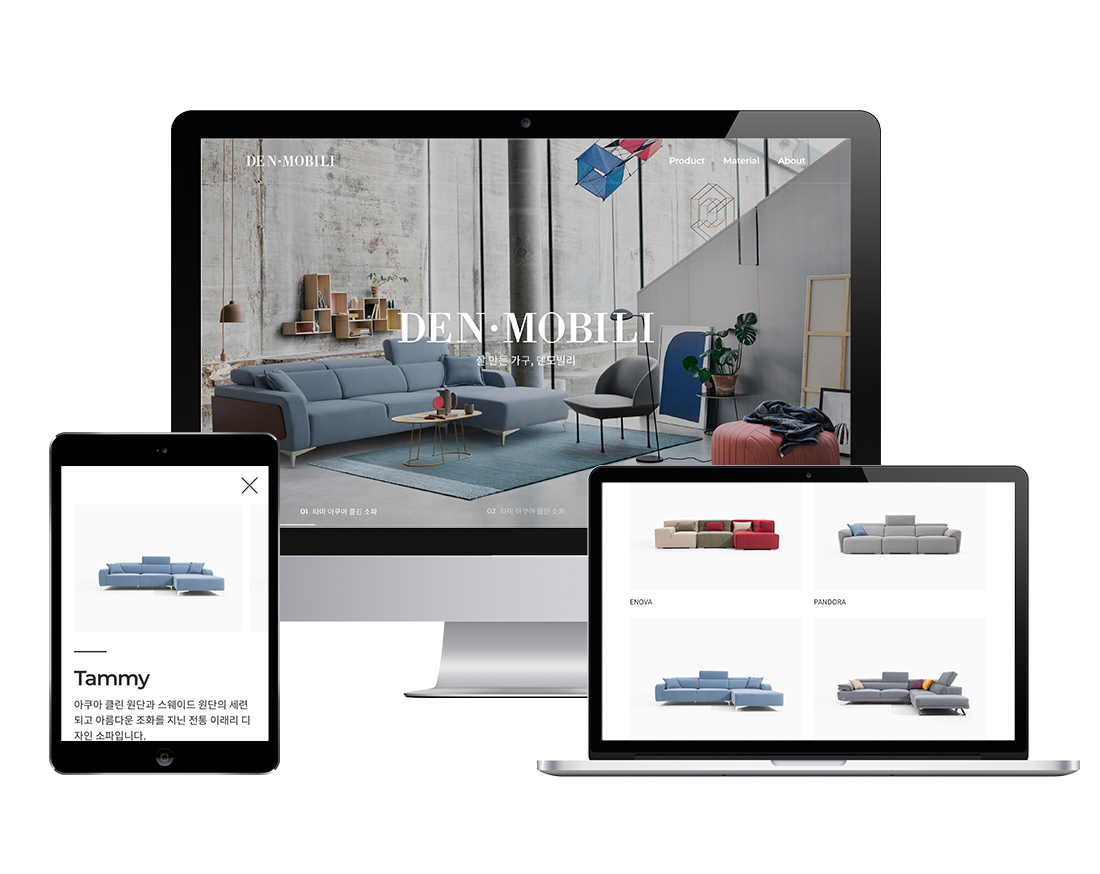 DEN·MOBILI
Product
Material
About
DEN·MOBILI
잘 만든 가구, 덴모빌리
01 타미 아쿠아 클린 소파
02 타미 아쿠아 클린 소파
Tammy
아쿠아 클린 원단과 스웨이드 원단의 세련
되고 아름다운 조화를 지닌 전통 이래리 디
자인 소파입니다.
ENOVA
PANDORA